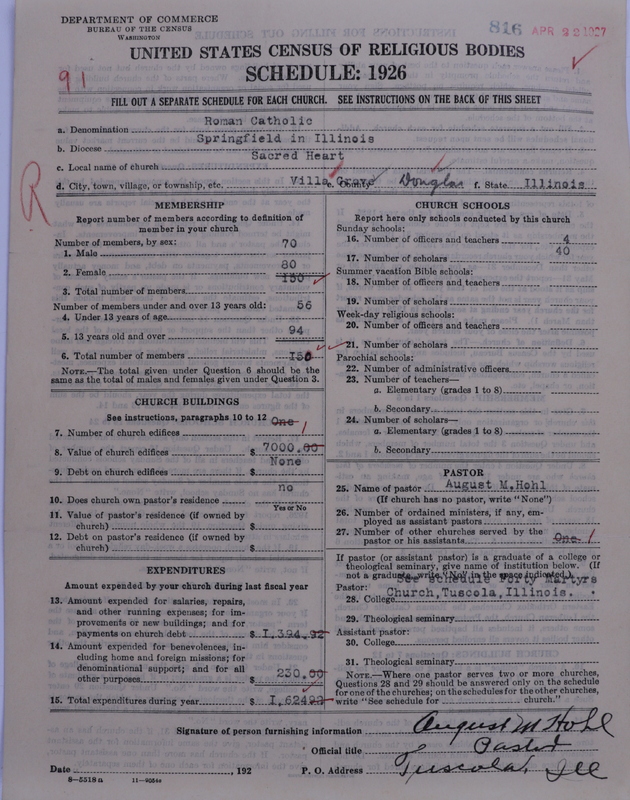 DEPARTMENT OF COMMERCE
BUREAU OF THE CENSUS
WASHINGTON
816 APR 22 1927
UNITED STATES CENSUS OF RELIGIOUS BODIES
91
SCHEDULE: 1926
FILL OUT A SEPARATE SCHEDULE FOR EACH CHURCH. SEE INSTRUCTIONS ON THE BACK OF THIS SHEET
a. Denomination Roman Catholic
b. Diocese Springfield in Illinois
c. Local name of church Sacred Heart
d. City, town, village, or township, etc. Villa Grove e. County Douglas f. State Illinois
R
MEMBERSHIP
Report number of members according to definition of
member in your church
Number of members, by sex:
1. Male 70
2. Female 80
3. Total number of members 150
Number of members under and over 13 years old:
4. Under 13 years of age 56
5. 13 years old and over 94
6. Total number of members 150
NOTE.—The total given under Question 6 should be
same as the total of males and females given under Question 3.
CHURCH BUILDINGS
See instructions, paragraphs 10 to 12
7. Number of church edifices One 1
8. Value of church edifices $ 7000.00
9. Debt on church edifices $ None
10. Does church own pastor's residence no
Yes or No
11. Value of pastor's residence (if owned by
church) $
12. Debt on pastor's residence (if owned by
church) $
EXPENDITURES
Amount expended by your church during last fiscal year
13. Amount expended for salaries, repairs,
and other running expenses; for im-
provements or new buildings; and for
payments on church debt $ 1,394.92
14. Amount expended for benevolences, in-
cluding home and foreign missions; for
denominational support; and for all
other purposes $ 230.00
15. Total expenditures during year $ 1,62492
CHURCH SCHOOLS
Report here only schools conducted by this church
Sunday schools:
16. Number of officers and teachers 4
17. Number of scholars 40
Summer vacation Bible schools:
18. Number of officers and teachers
19. Number of scholars
Week-day religious schools:
20. Number of officers and teachers
21. Number of scholars
Parochial schools:
22. Number of administrative officers
23. Number of teachers—
a. Elementary (grades 1 to 8)
b. Secondary
24. Number of scholars—
a. Elementary (grades 1 to 8)
b. Secondary
PASTOR
25. Name of pastor August M.Hohl
(If church has no pastor, write "None")
26. Number of ordained ministers, if any, em-
ployed as assistant pastors
27. Number of other churches served by the
pastor or his assistants One 1
If pastor (or assistant pastor) is a graduate of a college or
theological seminary, give name of institution below. (If
not a graduate, write "No" in the space indicated.)
Pastor: See Schedule Forty Martyrs
28. College Church,Tuscola,Illinois.
29. Theological seminary
Assistant pastor:
30. College
31. Theological seminary
NOTE.—Where one pastor serves two or more churches,
Questions 28 and 29 should be answered only on the schedule
for one of the churches; on the schedules for the other churches,
write "See schedule for church."
Signature of person furnishing information August M Hohl
Official title Pastor
Date , 192 P. O. Address Tuscola, Ill
8-5518 a